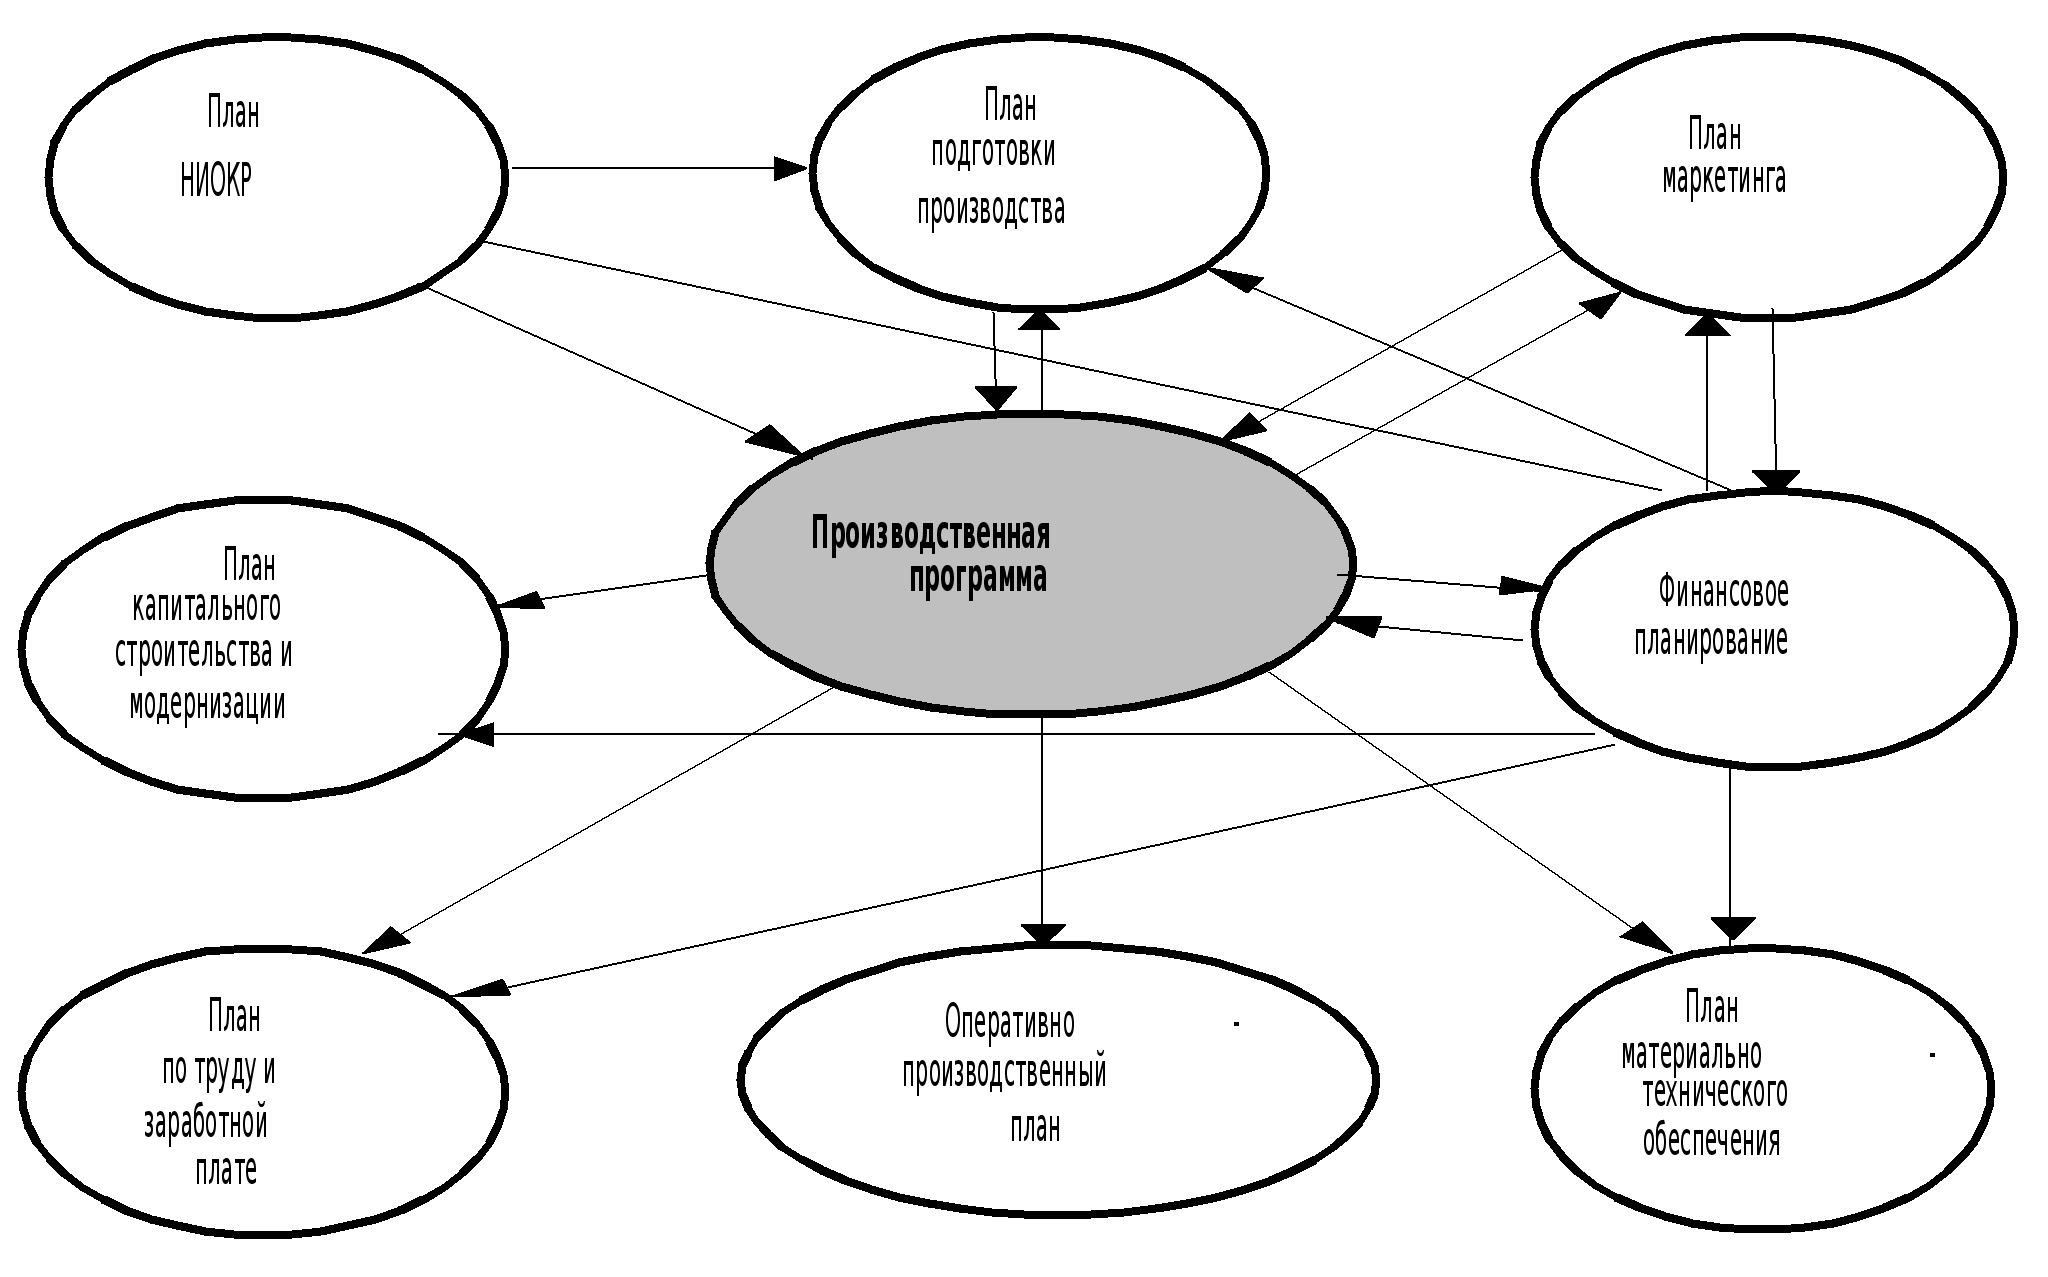 План
НИОКР
План
подготовки
производства
План
маркетинга
Производственная
программа
План
капитального
строительства и
модернизации
Финансовое
планирование
План
по труду и
заработной
плате
Оперативно -
производственный
план
План
материально -
технического
обеспечения